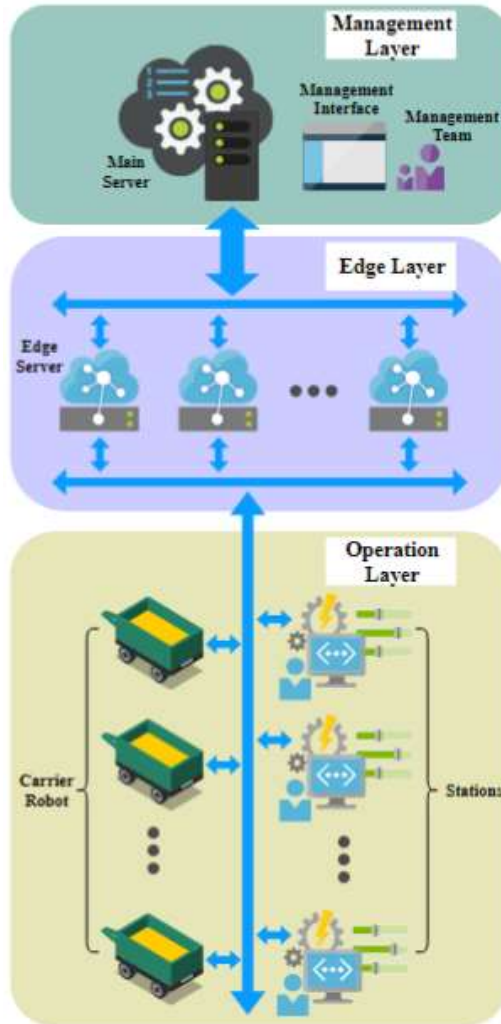 Management
Layer
Management
Interface
Management
Team
Main
Server
Edge Layer
Edge
Server
Operation
Layer
Carrier
Robot
Stations